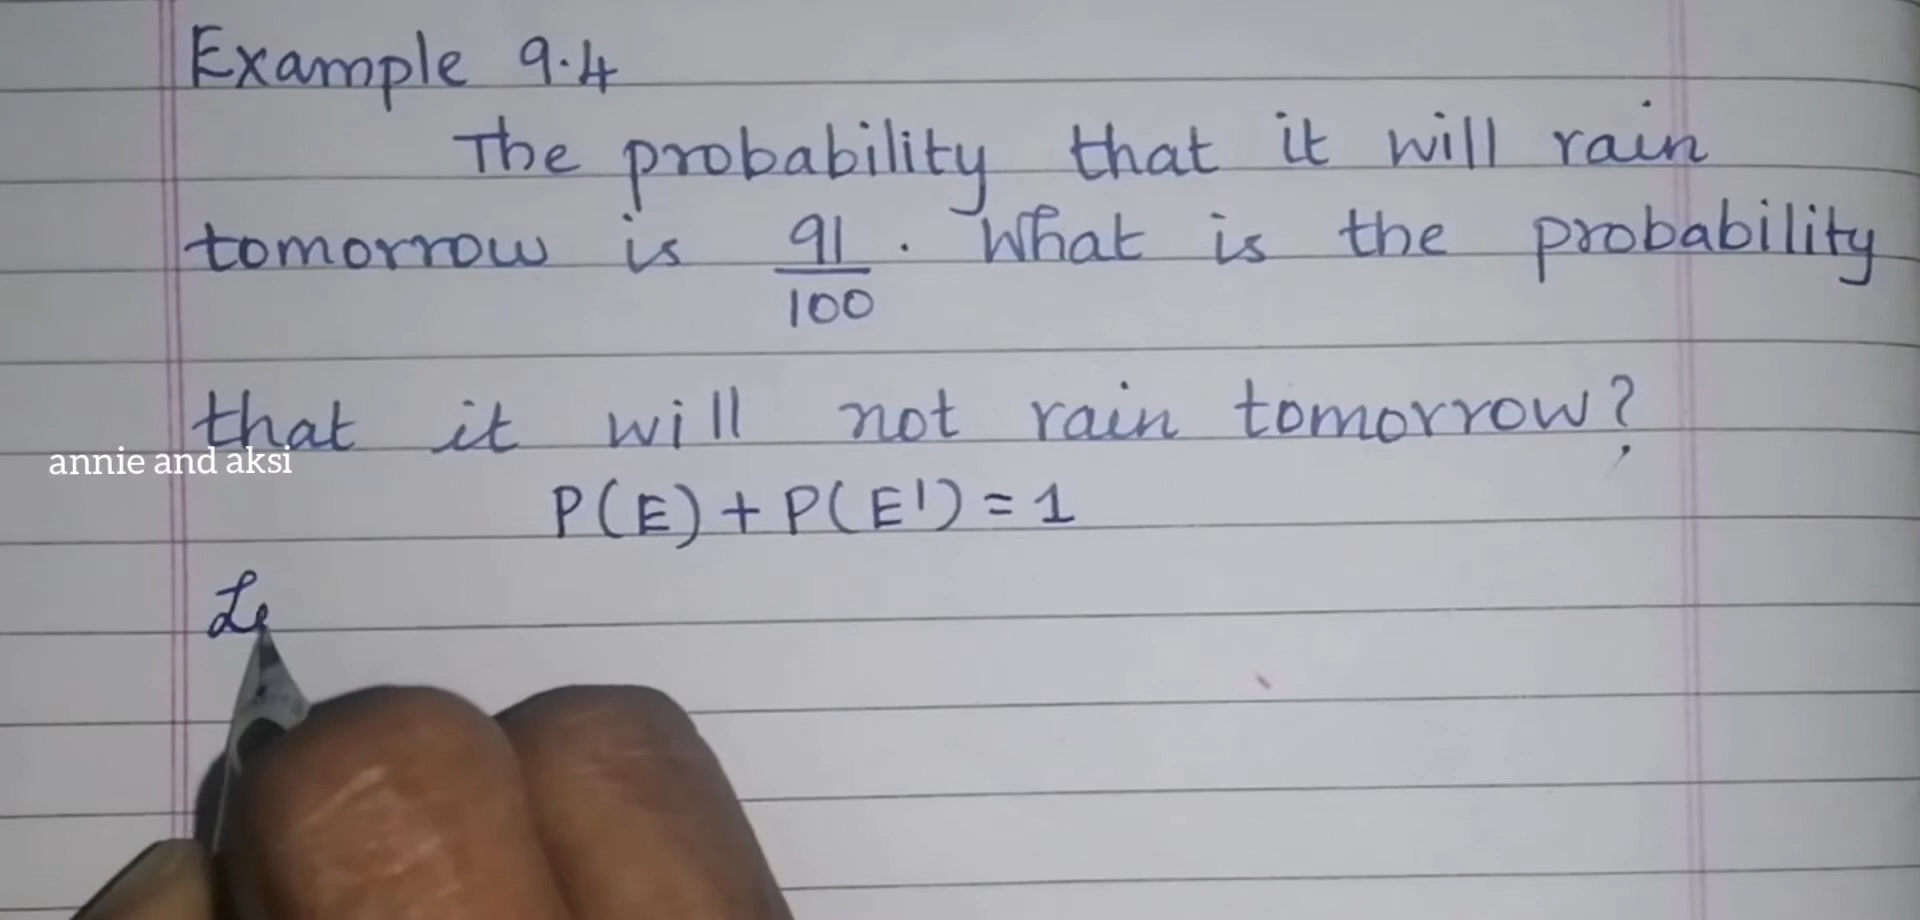 Example 9.4
The probability that it will rain
tomorrow is 91/100. What is the probability
that it will not rain tomorrow?
annie and aksi
P(E) + P(E') = 1
Le